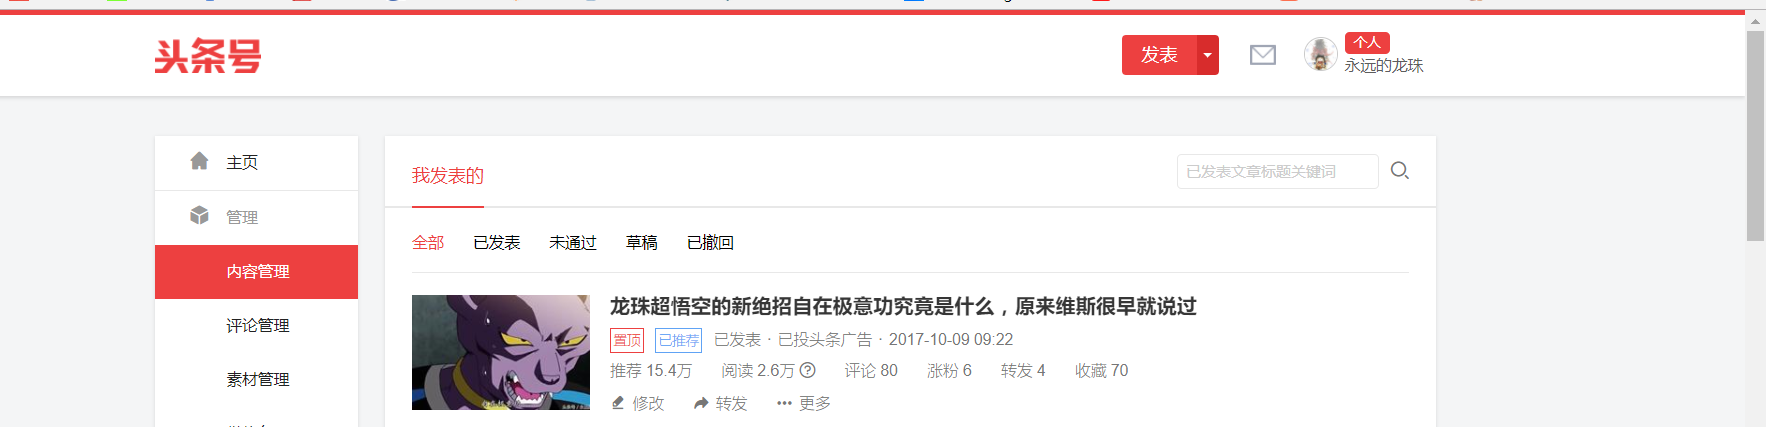 头条号
发表
个人
永远的龙珠
主页
管理
内容管理
评论管理
素材管理
我发表的
已发表文章标题关键词
全部 已发表 未通过 草稿 已撤回
龙珠超悟空的新绝招自在极意功究竟是什么，原来维斯很早就说过
置顶 已推荐 已发表 · 已投头条广告 · 2017-10-09 09:22
推荐 15.4万 阅读 2.6万 评论 80 涨粉 6 转发 4 收藏 70
修改 转发 更多